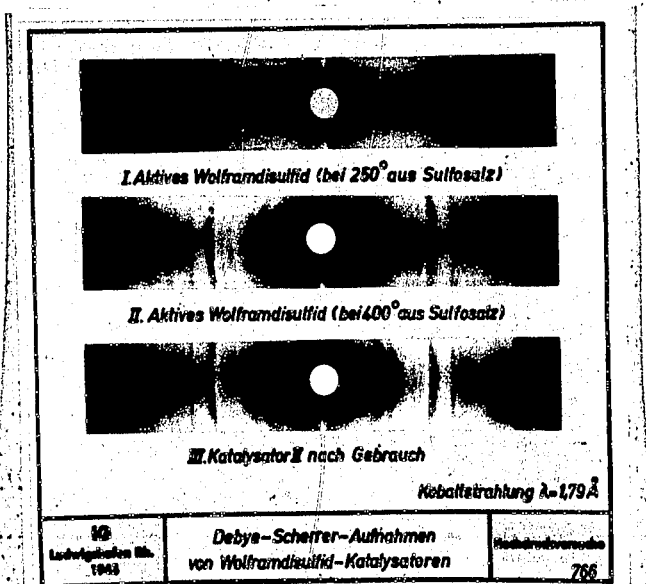 I. Aktives Wolframdisulfid (bei 250° aus Sulfosalz)
II. Aktives Wolframdisulfid (bei 400° aus Sulfosalz)
III. Katalysator II nach Gebrauch
Kobaltstrahlung λ=1,79 Å
IG
Ludwigshafen Rh.
1943
Debye-Scherrer-Aufnahmen
von Wolframdisulfid-Katalysatoren
Hochdruckversuche
766